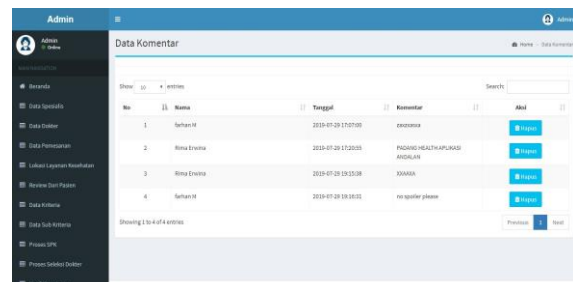 Admin
Admin
Admin
Online
Data Komentar
Home
Data Komentar
Beranda
Data Spesialis
Data Dokter
Data Pemesanan
Lokasi Layanan Kesehatan
Review Dari Pasien
Data Kriteria
Data Sub Kriteria
Proses SPK
Proses Seleksi Dokter
Show 10 entries
Search:
No Nama Tanggal Komentar Aksi
1 farhan M 2019-07-29 17:07:00 Hapus
2 Rima Erwina 2019-07-29 17:20:55 PADANG HEALTH APLIKASI
ANDALAN Hapus
3 Rima Erwina 2019-07-29 19:15:38 Hapus
4 farhan M 2019-07-29 19:16:31 no spoiler please Hapus
Showing 1 to 4 of 4 entries
Previous 1 Next